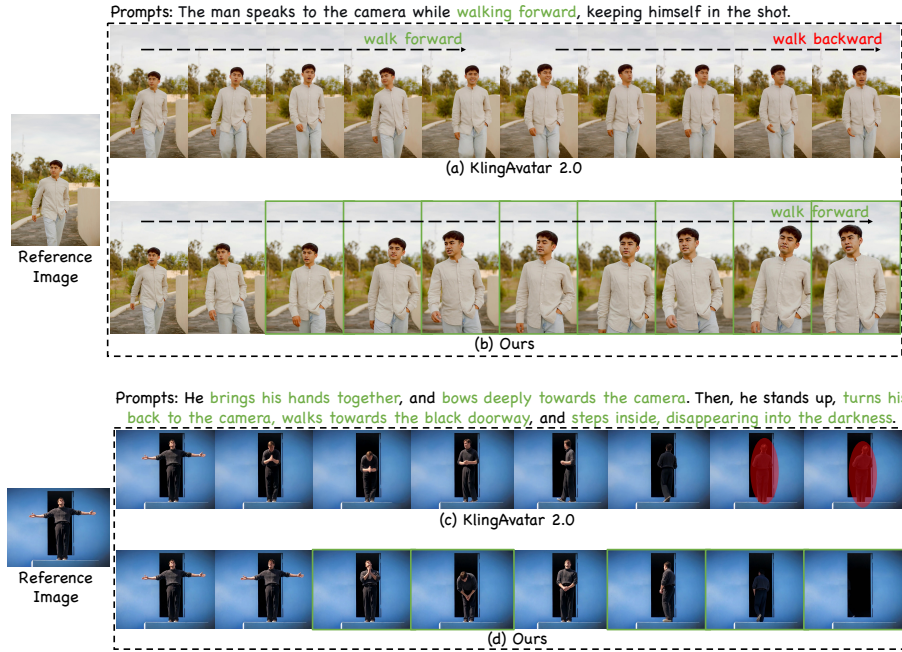 Prompts: The man speaks to the camera while walking forward, keeping himself in the shot.
walk forward
walk backward
(a) KlingAvatar 2.0
Reference
Image
walk forward
(b) Ours
Prompts: He brings his hands together, and bows deeply towards the camera. Then, he stands up, turns his
back to the camera, walks towards the black doorway, and steps inside, disappearing into the darkness.
(c) KlingAvatar 2.0
Reference
Image
(d) Ours